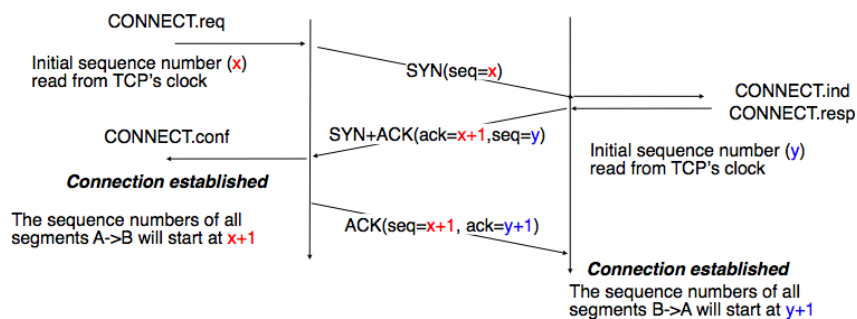 CONNECT.req
Initial sequence number (x)
read from TCP's clock
SYN(seq=x)
CONNECT.ind
CONNECT.resp
CONNECT.conf
SYN+ACK(ack=x+1,seq=y)
Initial sequence number (y)
read from TCP's clock
Connection established
The sequence numbers of all
segments A->B will start at x+1
ACK(seq=x+1, ack=y+1)
Connection established
The sequence numbers of all
segments B->A will start at y+1